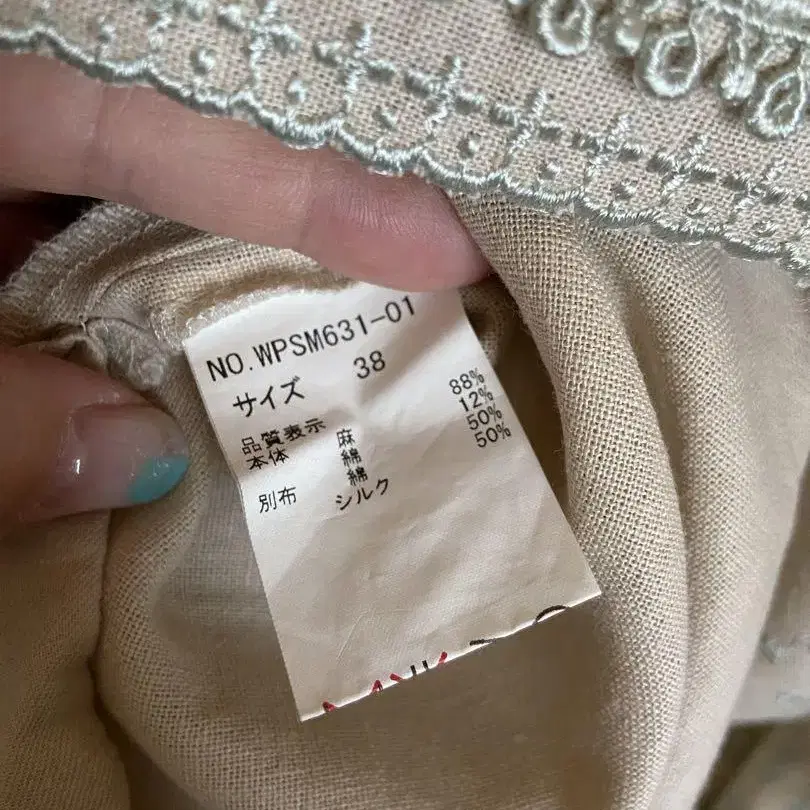 NO.WPSM631-01
サイズ 38
品質表示
本体 麻 88%
綿 12%
別布 綿 50%
シルク 50%